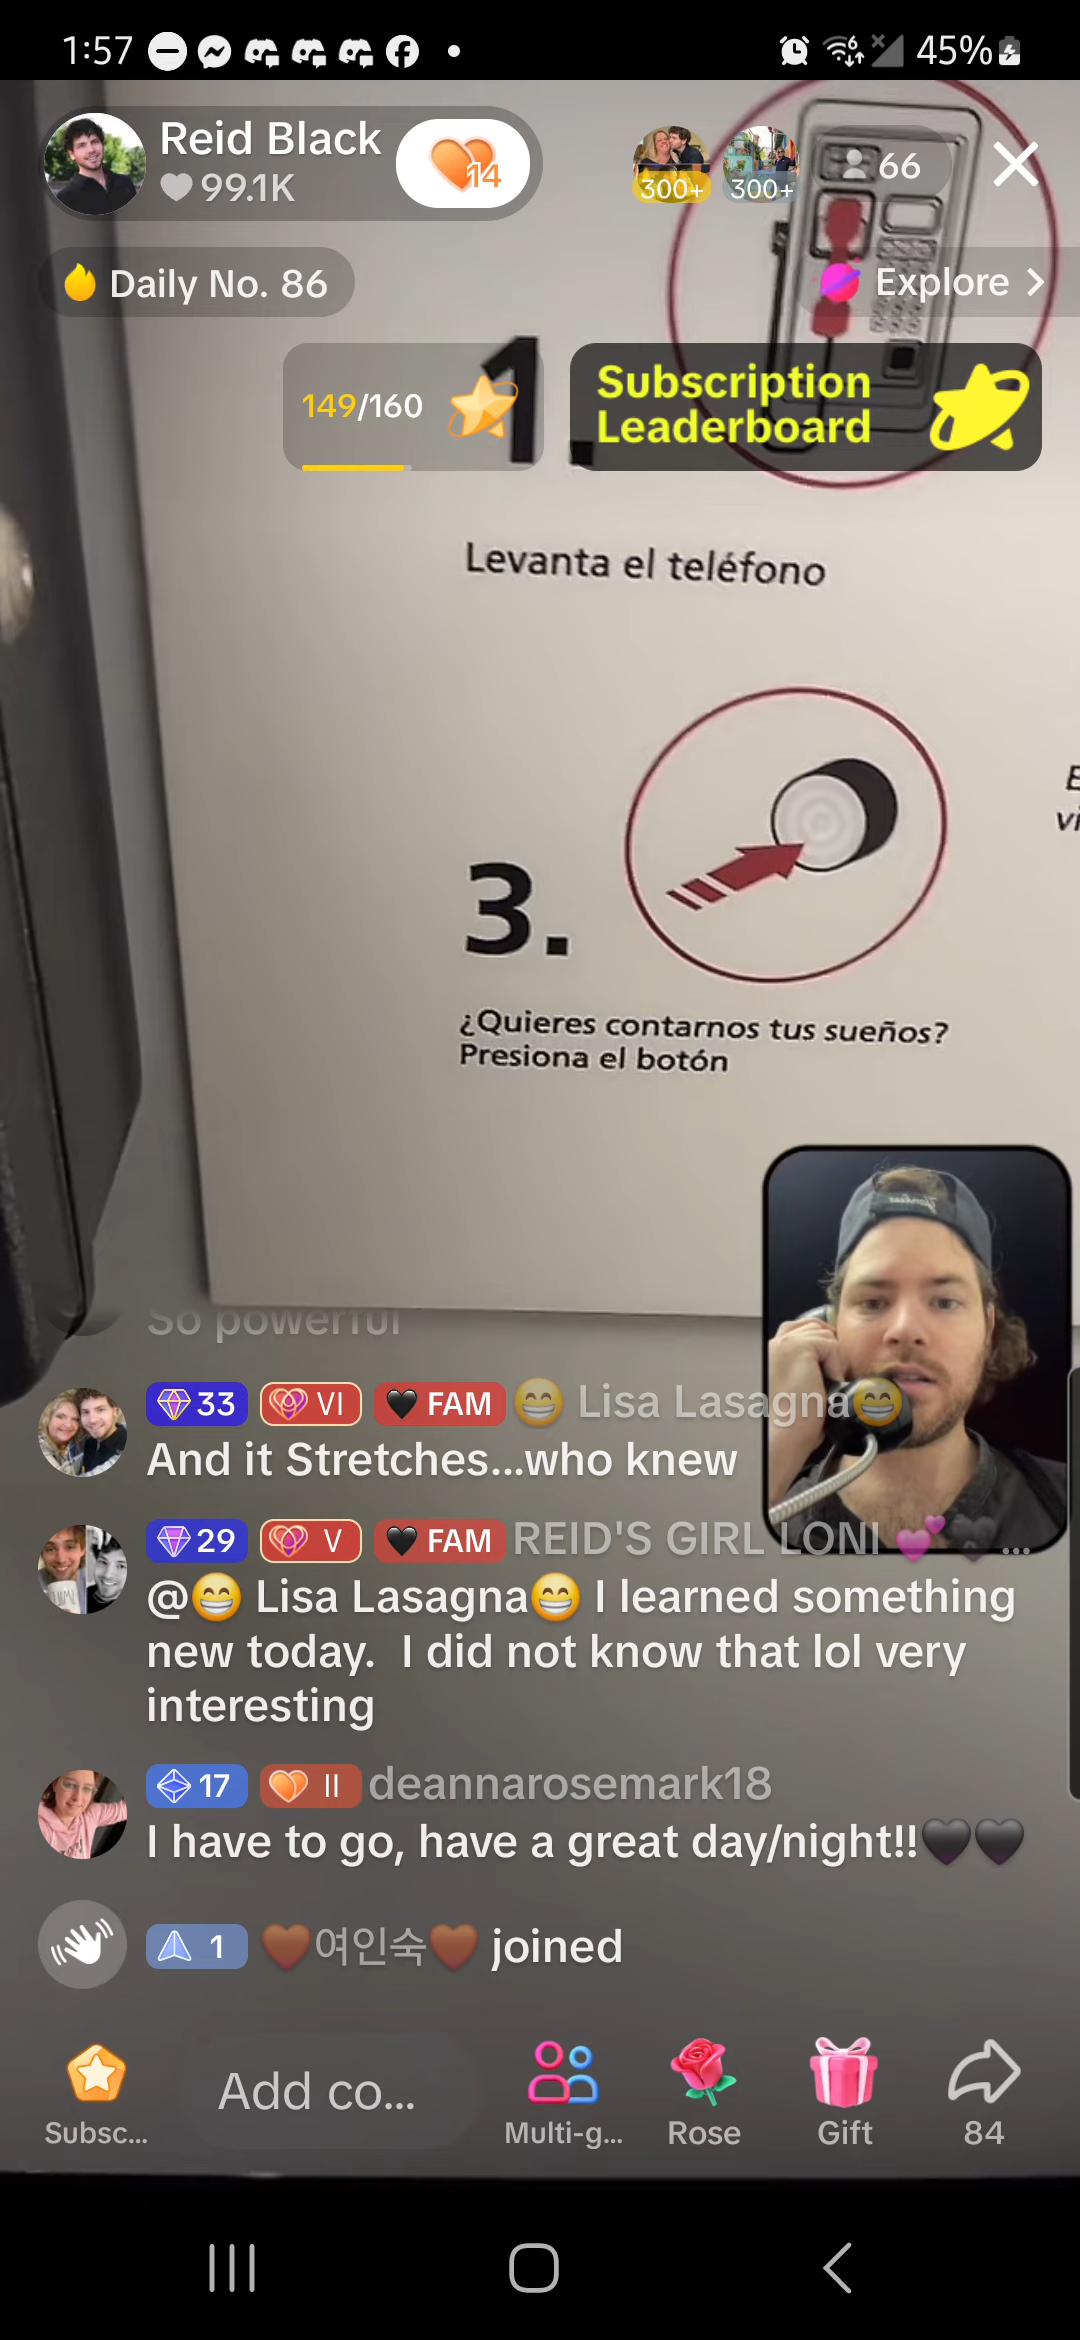 1:57
45%
Reid Black
99.1K
14
300+
300+
66
Daily No. 86
Explore
149/160
1.
Subscription
Leaderboard
Levanta el teléfono
3.
¿Quieres contarnos tus sueños?
Presiona el botón
So powerful
33 VI FAM 😁 Lisa Lasagna😁
And it Stretches...who knew
29 V FAM REID'S GIRL LONI 💕🖤...
@😁 Lisa Lasagna😁 I learned something
new today.  I did not know that lol very
interesting
17 II deannarosemark18
I have to go, have a great day/night!!🖤🖤
1 🤎여인숙🤎 joined
Subsc...
Add co...
Multi-g...
Rose
Gift
84